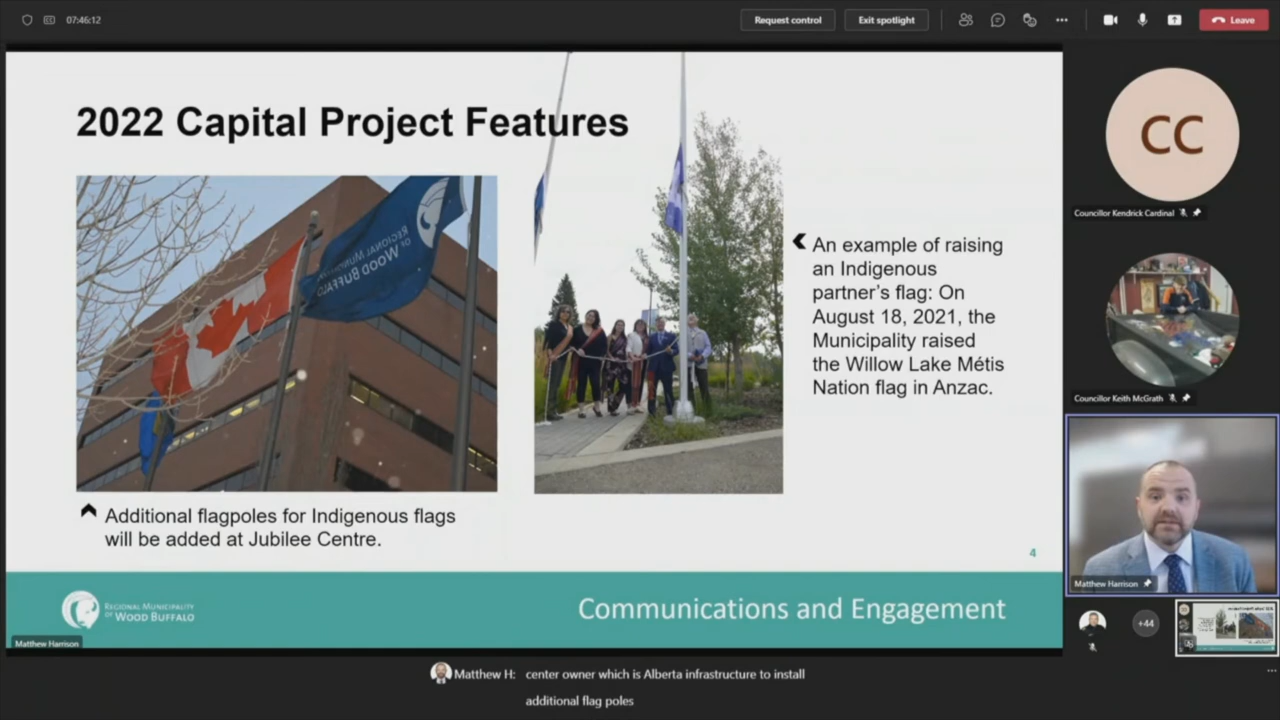 07:46:12
Request control
Exit spotlight
Leave
2022 Capital Project Features
REGIONAL MUNICIPALITY
OF WOOD BUFFALO
An example of raising
an Indigenous
partner's flag: On
August 18, 2021, the
Municipality raised
the Willow Lake Métis
Nation flag in Anzac.
Additional flagpoles for Indigenous flags
will be added at Jubilee Centre.
4
REGIONAL MUNICIPALITY
OF WOOD BUFFALO
Communications and Engagement
Matthew Harrison
CC
Councillor Kendrick Cardinal
Councillor Keith McGrath
Matthew Harrison
+44
Matthew H: center owner which is Alberta infrastructure to install
additional flag poles